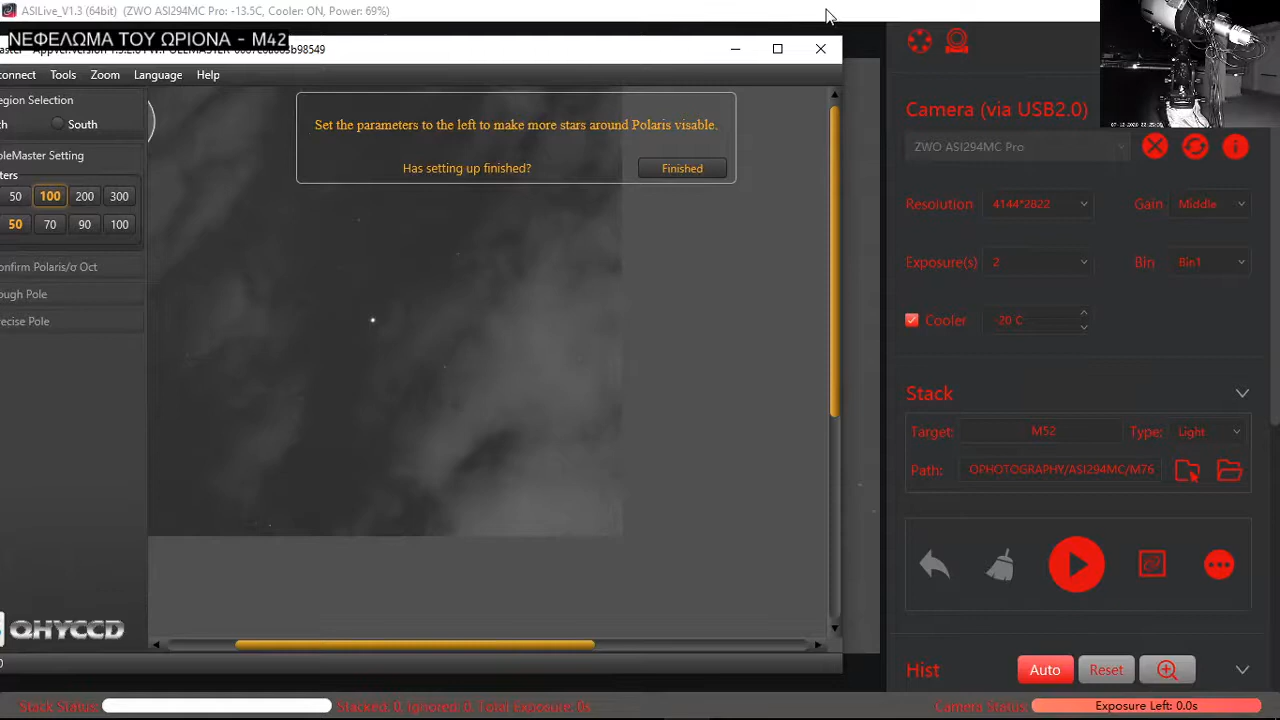 ASILive_V1.3 (64bit) (ZWO ASI294MC Pro: -13.5C, Cooler: ON, Power: 69%)
ΝΕΦΕΛΩΜΑ ΤΟΥ ΩΡΙΟΝΑ - M42
onnect Tools Zoom Language Help
egion Selection
th South
oleMaster Setting
ters
50 100 200 300
50 70 90 100
onfirm Polaris/σ Oct
ough Pole
recise Pole
Set the parameters to the left to make more stars around Polaris visable.
Has setting up finished? Finished
QHYCCD
0
Camera (via USB2.0)
ZWO ASI294MC Pro
Resolution 4144*2822 Gain Middle
Exposure(s) 2 Bin Bin1
Cooler -20 C
Stack
Target: M52 Type: Light
Path: OPHOTOGRAPHY/ASI294MC/M76
Hist Auto Reset
Stack Status: Stacked: 0, ignored: 0, Total Exposure: 0s
Camera Status: Exposure Left: 0.0s